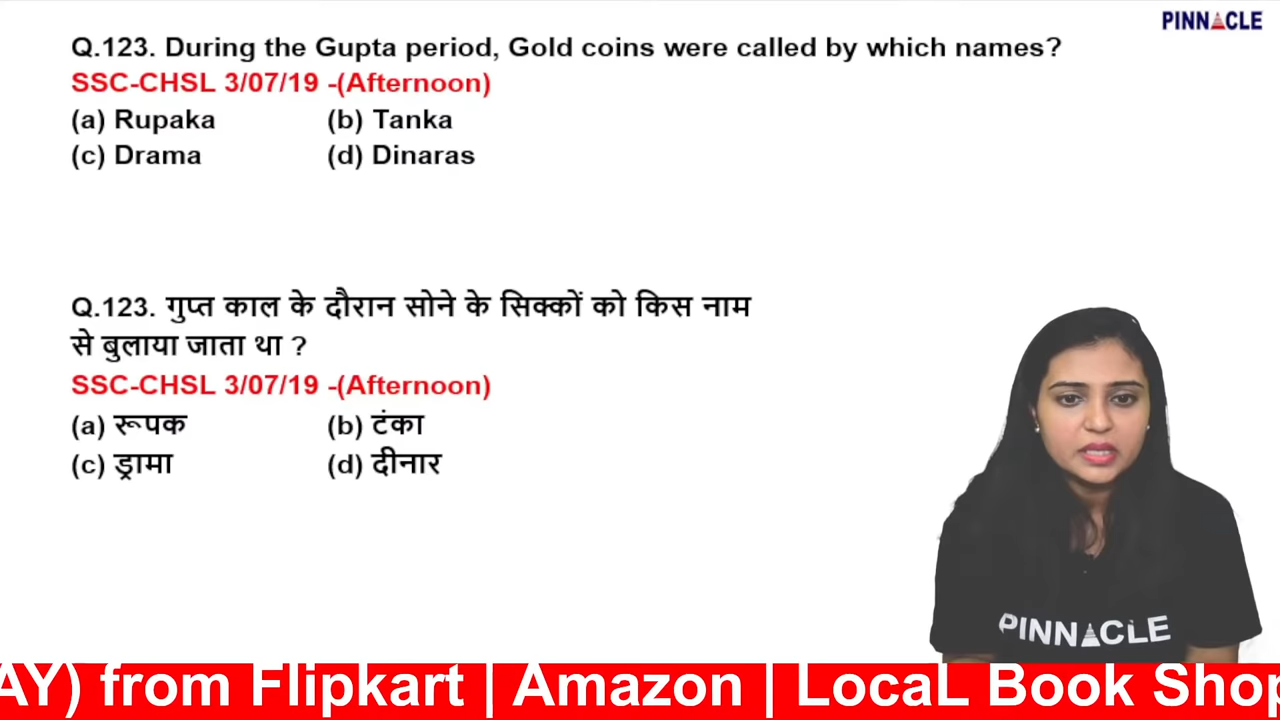 PINNACLE
Q.123. During the Gupta period, Gold coins were called by which names?
SSC-CHSL 3/07/19 -(Afternoon)
(a) Rupaka (b) Tanka
(c) Drama (d) Dinaras
Q.123. गुप्त काल के दौरान सोने के सिक्कों को किस नाम
से बुलाया जाता था ?
SSC-CHSL 3/07/19 -(Afternoon)
(a) रूपक (b) टंका
(c) ड्रामा (d) दीनार
PINNACLE
AY) from Flipkart | Amazon | LocaL Book Shop